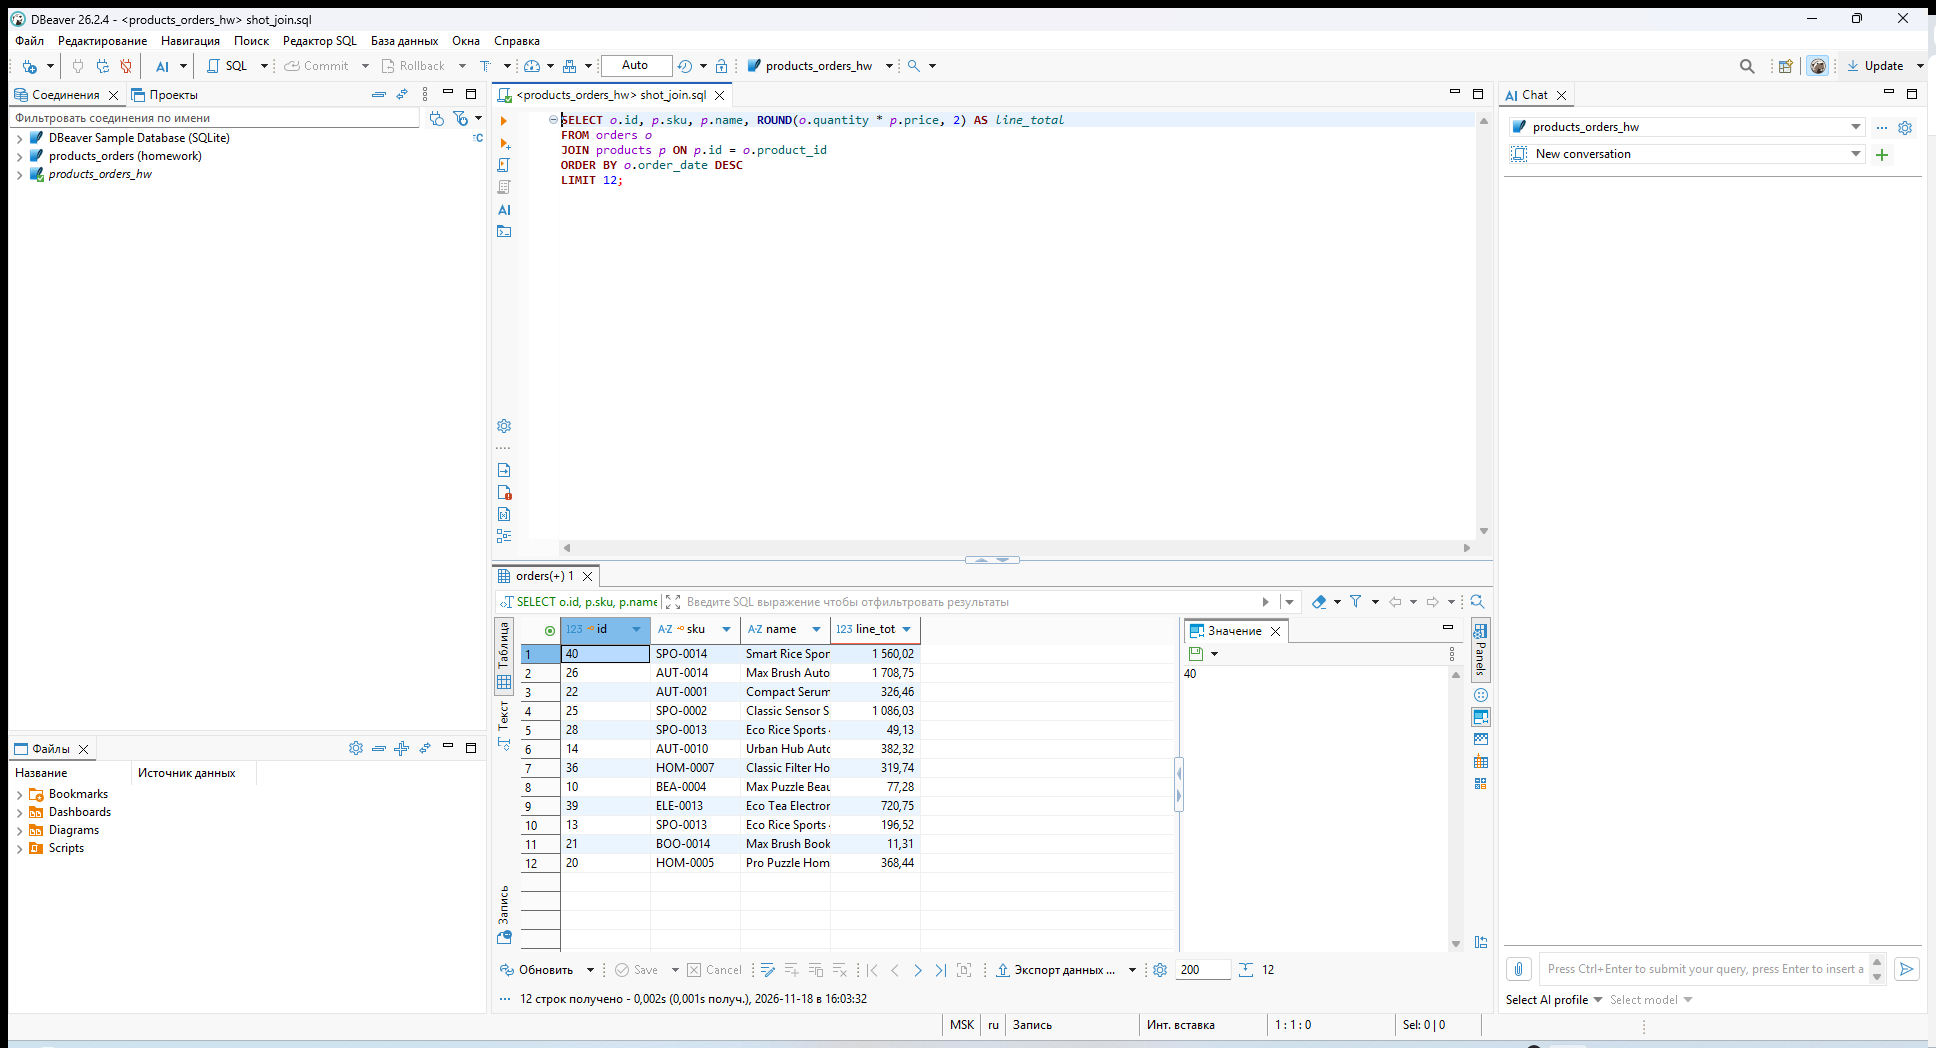 DBeaver 26.2.4 - <products_orders_hw> shot_join.sql
Файл Редактирование Навигация Поиск Редактор SQL База данных Окна Справка
AI SQL Commit Rollback Auto products_orders_hw Update
Соединения Проекты
Фильтровать соединения по имени
DBeaver Sample Database (SQLite)
products_orders (homework)
products_orders_hw
<products_orders_hw> shot_join.sql
SELECT o.id, p.sku, p.name, ROUND(o.quantity * p.price, 2) AS line_total
FROM orders o
JOIN products p ON p.id = o.product_id
ORDER BY o.order_date DESC
LIMIT 12;
AI
AI Chat
products_orders_hw
New conversation
Файлы
Название Источник данных
Bookmarks
Dashboards
Diagrams
Scripts
orders(+) 1
SELECT o.id, p.sku, p.name Введите SQL выражение чтобы отфильтровать результаты
Таблица
Текст
Запись
123 id A-Z sku A-Z name 123 line_tot
1 40 SPO-0014 Smart Rice Spor 1 560,02
2 26 AUT-0014 Max Brush Auto 1 708,75
3 22 AUT-0001 Compact Serum 326,46
4 25 SPO-0002 Classic Sensor S 1 086,03
5 28 SPO-0013 Eco Rice Sports 49,13
6 14 AUT-0010 Urban Hub Auto 382,32
7 36 HOM-0007 Classic Filter Ho 319,74
8 10 BEA-0004 Max Puzzle Beau 77,28
9 39 ELE-0013 Eco Tea Electror 720,75
10 13 SPO-0013 Eco Rice Sports 196,52
11 21 BOO-0014 Max Brush Book 11,31
12 20 HOM-0005 Pro Puzzle Hom 368,44
Значение
40
Panels
Обновить Save Cancel Экспорт данных ... 200 12
12 строк получено - 0,002s (0,001s получ.), 2026-11-18 в 16:03:32
Press Ctrl+Enter to submit your query, press Enter to insert a
Select AI profile Select model
MSK ru Запись Инт. вставка 1 : 1 : 0 Sel: 0 | 0